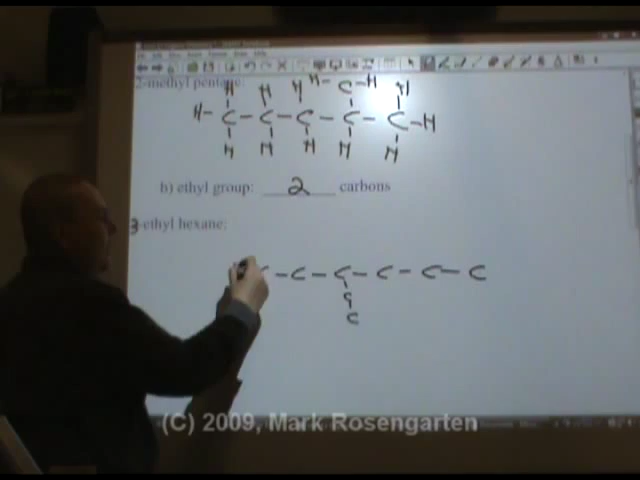 2-methyl pentane:
H H H H - C - H H
H - C - C - C - C - C - H
H H H H H
b) ethyl group: 2 carbons
3-ethyl hexane:
C - C - C - C - C - C
C
C
(C) 2009, Mark Rosengarten